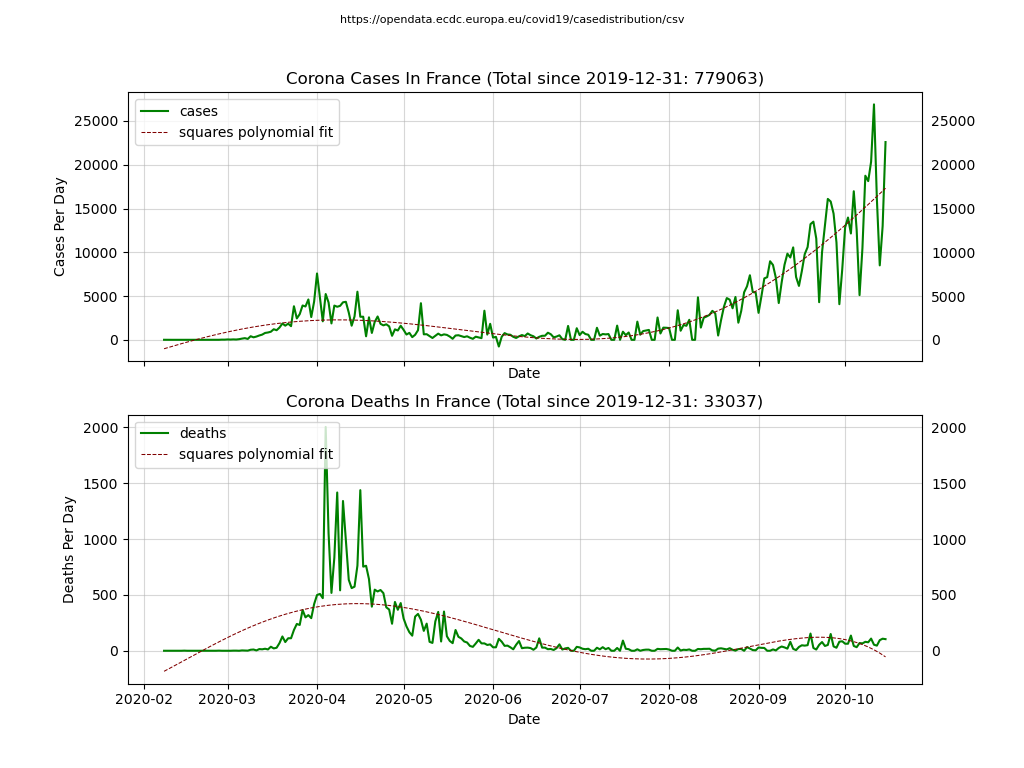 https://opendata.ecdc.europa.eu/covid19/casedistribution/csv
Corona Cases In France (Total since 2019-12-31: 779063)
cases
squares polynomial fit
25000
20000
15000
10000
5000
0
Cases Per Day
25000
20000
15000
10000
5000
0
Date
Corona Deaths In France (Total since 2019-12-31: 33037)
deaths
squares polynomial fit
2000
1500
1000
500
0
Deaths Per Day
2000
1500
1000
500
0
2020-02 2020-03 2020-04 2020-05 2020-06 2020-07 2020-08 2020-09 2020-10
Date